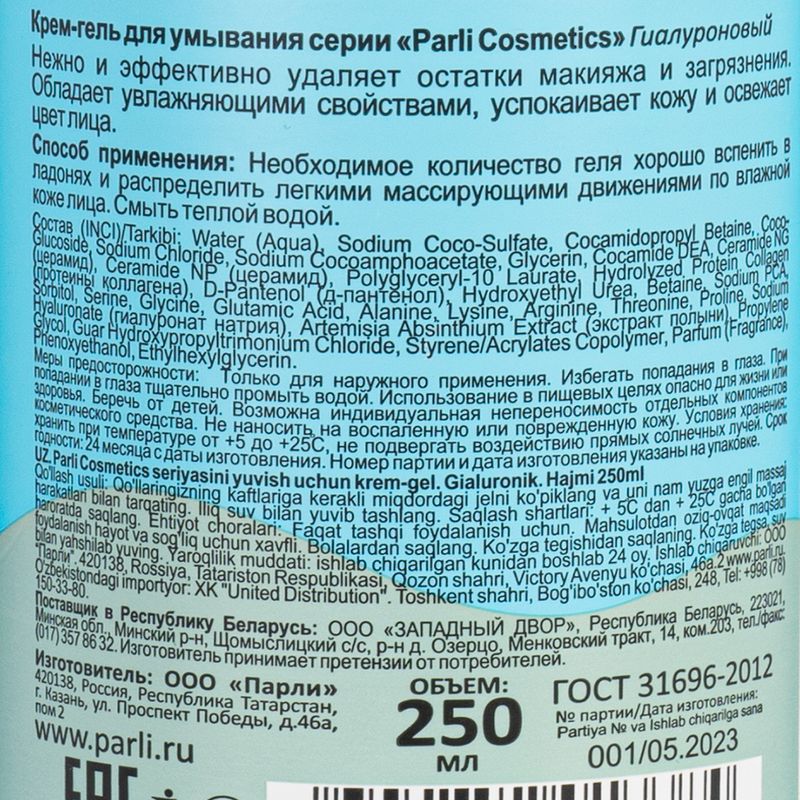 Крем-гель для умывания серии «Parli Cosmetics» Гиалуроновый
Нежно и эффективно удаляет остатки макияжа и загрязнения.
Обладает увлажняющими свойствами, успокаивает кожу и освежает
цвет лица.
Способ применения: Необходимое количество геля хорошо вспенить в
ладонях и распределить легкими массирующими движениями по влажной
коже лица. Смыть теплой водой.
Состав (INCI)/Tarkibi: Water (Aqua), Sodium Coco-Sulfate, Cocamidopropyl Betaine, Coco-
Glucoside, Sodium Chloride, Sodium Cocoamphoacetate, Glycerin, Cocamide DEA, Ceramide NG
(церамид), Ceramide NP (церамид), Polyglyceryl-10 Laurate, Hydrolyzed Protein Collagen
(протеины коллагена), D-Pantenol (д-пантенол), Hydroxyethyl Urea, Betaine, Sodium PCA,
Sorbitol, Serine, Glycine, Glutamic Acid, Alanine, Lysine, Arginine, Threonine, Proline, Sodium
Hyaluronate (гиалуронат натрия), Artemisia Absinthium Extract (экстракт полыни), Propylene
Glycol, Guar Hydroxypropyltrimonium Chloride, Styrene/Acrylates Copolymer, Parfum (Fragrance),
Phenoxyethanol, Ethylhexylglycerin.
Меры предосторожности: Только для наружного применения. Избегать попадания в глаза. При
попадании в глаза тщательно промыть водой. Использование в пищевых целях опасно для жизни или
здоровья. Беречь от детей. Возможна индивидуальная непереносимость отдельных компонентов
косметического средства. Не наносить на воспаленную или поврежденную кожу. Условия хранения:
хранить при температуре от +5 до +25С, не подвергать воздействию прямых солнечных лучей. Срок
годности: 24 месяца с даты изготовления. Номер партии и дата изготовления указаны на упаковке.
UZ. Parli Cosmetics seriyasini yuvish uchun krem-gel. Gialuronik. Hajmi 250ml
Qo'llash usuli: Qo'llaringizning kaftlariga kerakli miqdordagi jelni ko'piklang va uni nam yuzga engil massaj
harakatlari bilan tarqating. Iliq suv bilan yuvib tashlang. Saqlash shartlari: + 5C dan + 25C gacha bo'lgan
haroratda saqlang. Ehtiyot choralari: Faqat tashqi foydalanish uchun. Mahsulotdan oziq-ovqat maqsadi
foydalanish hayot va sog'liq uchun xavfli. Bolalardan saqlang. Ko'zga tegishidan saqlaning. Ko'zga tegsa, suv
bilan yahshilab yuving. Yaroqlilik muddati: ishlab chiqarilgan kunidan boshlab 24 oy. Ishlab chiqaruvchi: ООО
"Парли". 420138, Rossiya, Tatariston Respublikasi, Qozon shahri, Victory Avenyu ko'chasi, 46a.2 www.parli.ru.
O'zbekistondagi importyor: XK "United Distribution". Toshkent shahri, Bog'ibo'ston ko'chasi, 248, Tel: +998 (78)
150-33-80.
Поставщик в Республику Беларусь: ООО «ЗАПАДНЫЙ ДВОР», Республика Беларусь, 223021,
Минская обл., Минский р-н, Щомыслицкий с/с, р-н д. Озерцо, Менковский тракт, 14, ком.203, тел./факс:
(017) 357 86 32. Изготовитель принимает претензии от потребителей.
Изготовитель: ООО «Парли»
420138, Россия, Республика Татарстан,
г. Казань, ул. Проспект Победы, д.46а,
пом 2
www.parli.ru
ОБЪЕМ:
250
МЛ
ГОСТ 31696-2012
№ партии/Дата изготовления:
Partiya № va Ishlab chiqarilga sana
001/05.2023
ЕАС